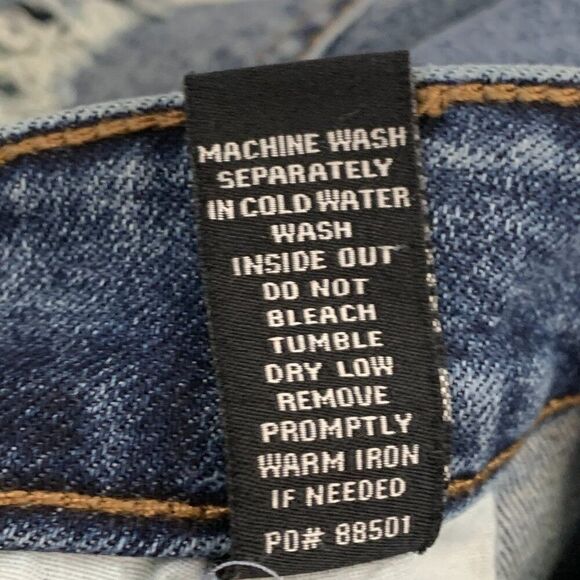 MACHINE WASH
SEPARATELY
IN COLD WATER
WASH
INSIDE OUT
DO NOT
BLEACH
TUMBLE
DRY LOW
REMOVE
PROMPTLY
WARM IRON
IF NEEDED
PO# 88501